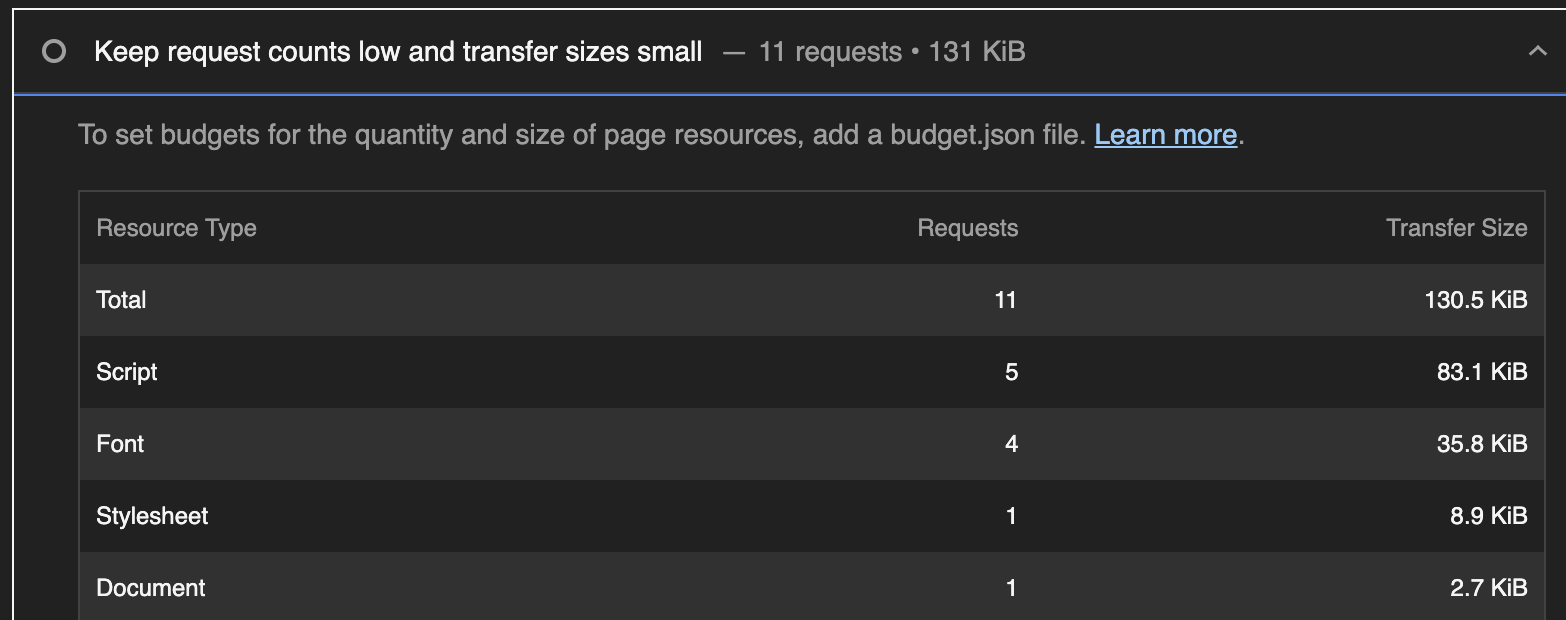 Keep request counts low and transfer sizes small — 11 requests • 131 KiB
To set budgets for the quantity and size of page resources, add a budget.json file. Learn more.
Resource Type Requests Transfer Size
Total 11 130.5 KiB
Script 5 83.1 KiB
Font 4 35.8 KiB
Stylesheet 1 8.9 KiB
Document 1 2.7 KiB